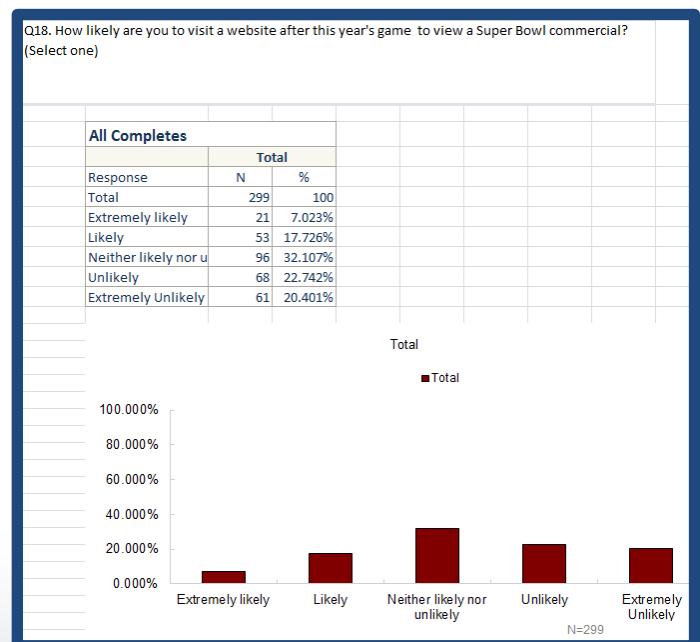 Q18. How likely are you to visit a website after this year's game to view a Super Bowl commercial?
(Select one)
All Completes
Total
Response N %
Total 299 100
Extremely likely 21 7.023%
Likely 53 17.726%
Neither likely nor u 96 32.107%
Unlikely 68 22.742%
Extremely Unlikely 61 20.401%
Total
Total
100.000%
80.000%
60.000%
40.000%
20.000%
0.000%
Extremely likely Likely Neither likely nor Unlikely Extremely
unlikely Unlikely
N=299